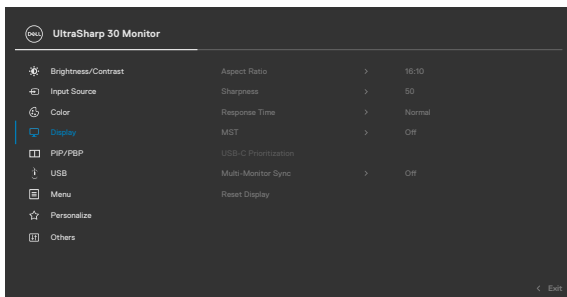 DELL UltraSharp 30 Monitor
Brightness/Contrast Aspect Ratio > 16:10
Input Source Sharpness > 50
Color Response Time > Normal
Display MST > Off
PIP/PBP USB-C Prioritization
USB Multi-Monitor Sync > Off
Menu Reset Display
Personalize
Others
< Exit